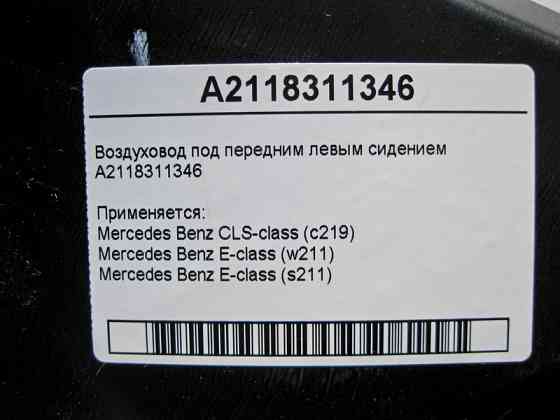 A2118311346
Воздуховод под передним левым сидением
A2118311346
Применяется:
Mercedes Benz CLS-class (c219)
Mercedes Benz E-class (w211)
Mercedes Benz E-class (s211)